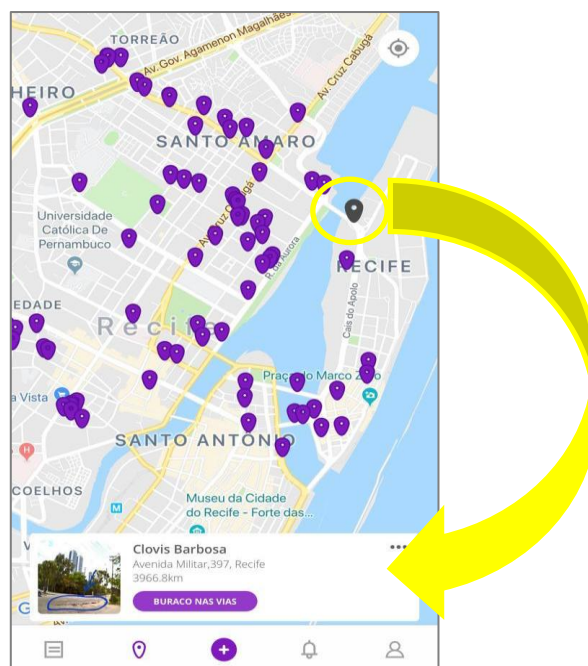 TORREÃO
Av. Gov. Agamenon Magalhães
Av. Cruz Cabugá
HEIRO
SANTO AMARO
Universidade
Católica De
Pernambuco
Av. Cruz Cabugá
R. da Aurora
RECIFE
EDADE
Recife
Cais do Apolo
Praça do Marco Zero
a Vista
SANTO ANTÔNIO
H
COELHOS
M
Museu da Cidade
do Recife - Forte das...
Clovis Barbosa
Avenida Militar,397, Recife
3966.8km
BURACO NAS VIAS